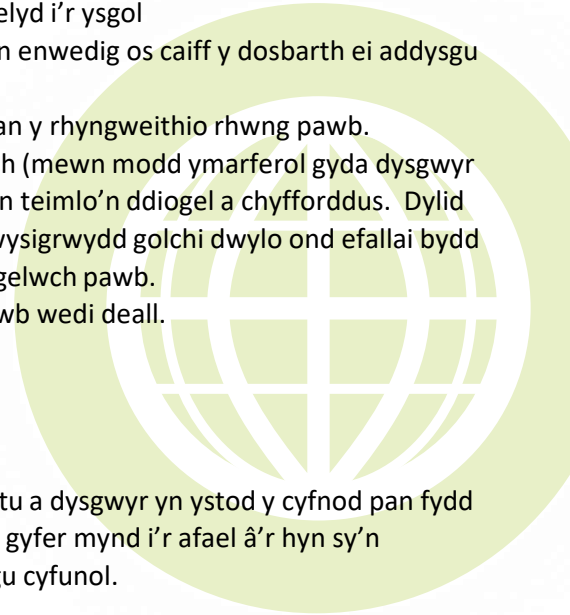 elyd i'r ysgol
n enwedig os caiff y dosbarth ei addysgu
an y rhyngweithio rhwng pawb.
h (mewn modd ymarferol gyda dysgwyr
n teimlo'n ddiogel a chyfforddus. Dylid
wysigrwydd golchi dwylo ond efallai bydd
gelwch pawb.
wb wedi deall.
tu a dysgwyr yn ystod y cyfnod pan fydd
gyfer mynd i'r afael â'r hyn sy'n
gu cyfunol.